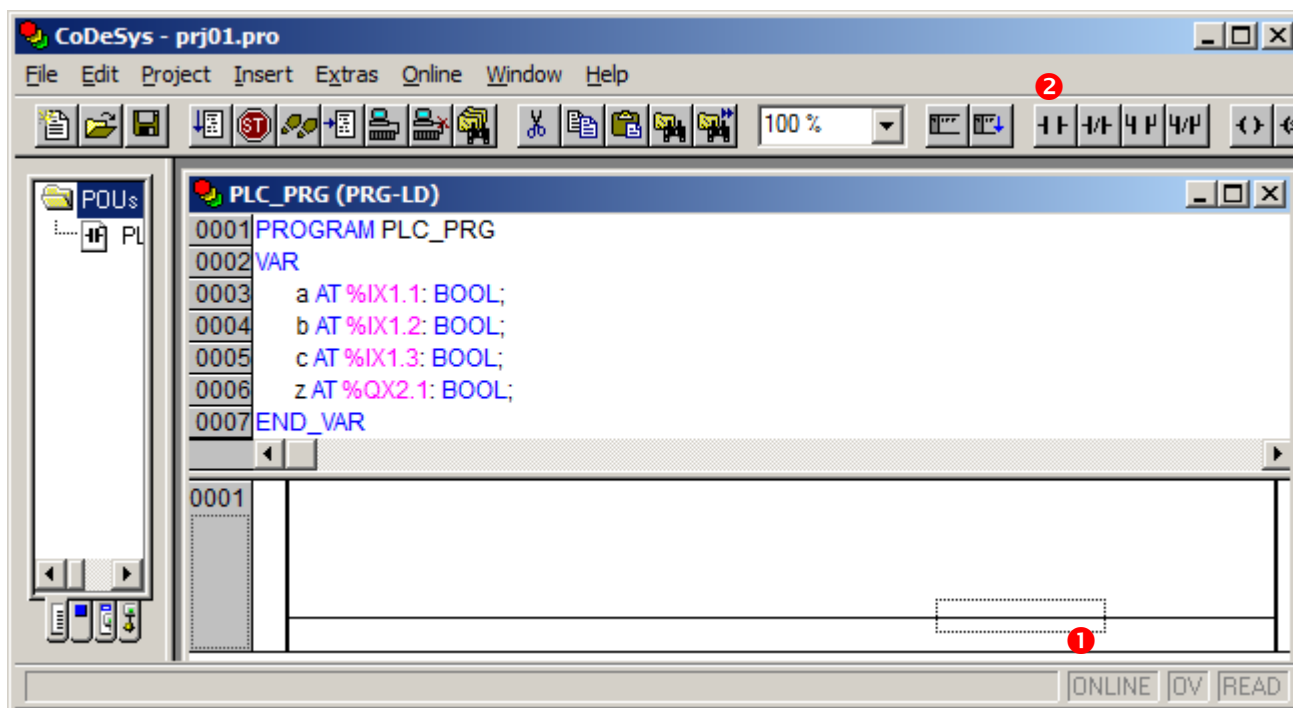 CoDeSys - prj01.pro
File Edit Project Insert Extras Online Window Help
2
ST 100 %
POUs
PL
PLC_PRG (PRG-LD)
0001 PROGRAM PLC_PRG
0002 VAR
0003 a AT %IX1.1: BOOL;
0004 b AT %IX1.2: BOOL;
0005 c AT %IX1.3: BOOL;
0006 z AT %QX2.1: BOOL;
0007 END_VAR
0001
1
ONLINE OV READ